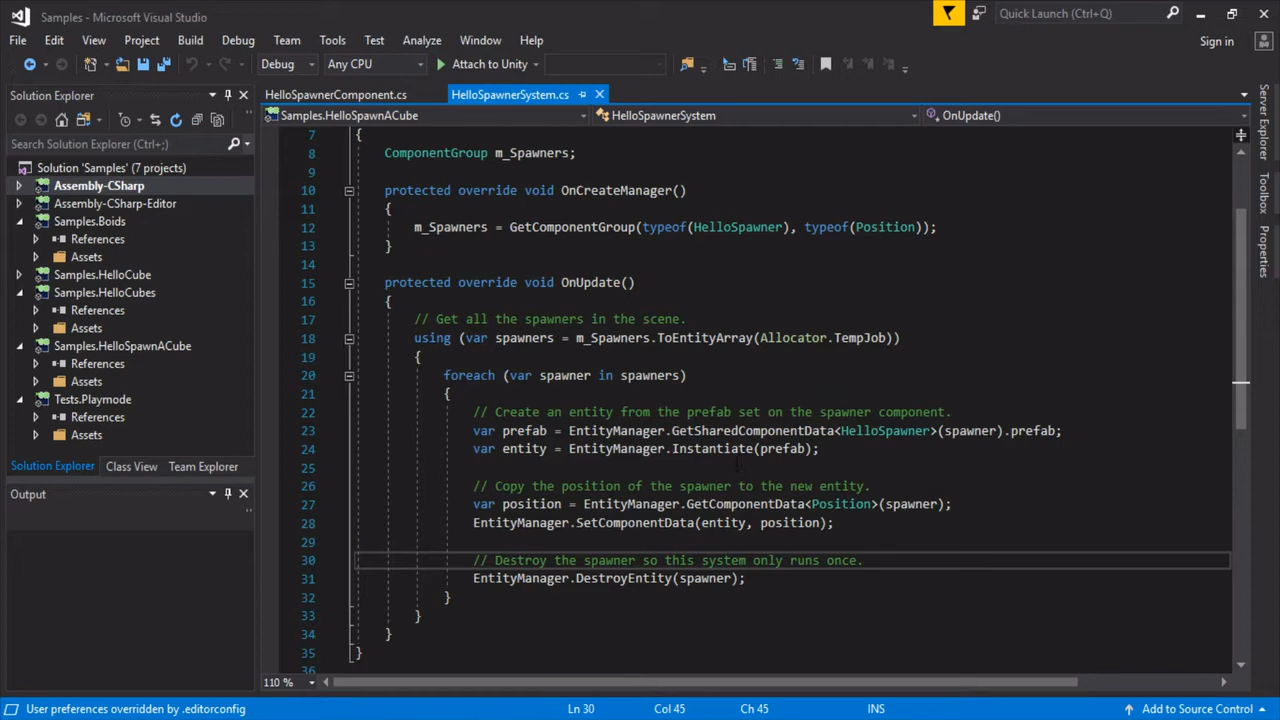 Samples - Microsoft Visual Studio
Quick Launch (Ctrl+Q)
File Edit View Project Build Debug Team Tools Test Analyze Window Help
Sign in
Debug Any CPU Attach to Unity
Solution Explorer
Search Solution Explorer (Ctrl+;)
Solution 'Samples' (7 projects)
Assembly-CSharp
Assembly-CSharp-Editor
Samples.Boids
References
Assets
Samples.HelloCube
Samples.HelloCubes
References
Assets
Samples.HelloSpawnACube
References
Assets
Tests.Playmode
References
Assets
Solution Explorer Class View Team Explorer
Output
HelloSpawnerComponent.cs HelloSpawnerSystem.cs
Samples.HelloSpawnACube HelloSpawnerSystem OnUpdate()
7 {
8 ComponentGroup m_Spawners;
9
10 protected override void OnCreateManager()
11 {
12 m_Spawners = GetComponentGroup(typeof(HelloSpawner), typeof(Position));
13 }
14
15 protected override void OnUpdate()
16 {
17 // Get all the spawners in the scene.
18 using (var spawners = m_Spawners.ToEntityArray(Allocator.TempJob))
19 {
20 foreach (var spawner in spawners)
21 {
22 // Create an entity from the prefab set on the spawner component.
23 var prefab = EntityManager.GetSharedComponentData<HelloSpawner>(spawner).prefab;
24 var entity = EntityManager.Instantiate(prefab);
25
26 // Copy the position of the spawner to the new entity.
27 var position = EntityManager.GetComponentData<Position>(spawner);
28 EntityManager.SetComponentData(entity, position);
29
30 // Destroy the spawner so this system only runs once.
31 EntityManager.DestroyEntity(spawner);
32 }
33 }
34 }
35 }
36
110 %
Server Explorer
Toolbox
Properties
User preferences overridden by .editorconfig Ln 30 Col 45 Ch 45 INS Add to Source Control